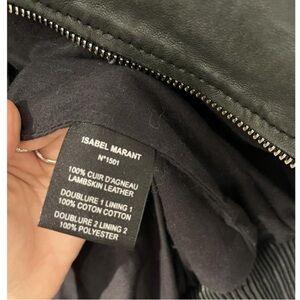 ISABEL MARANT
N°1501
100% CUIR D'AGNEAU
LAMBSKIN LEATHER
DOUBLURE 1 LINING 1
100% COTON COTTON
DOUBLURE 2 LINING 2
100% POLYESTER